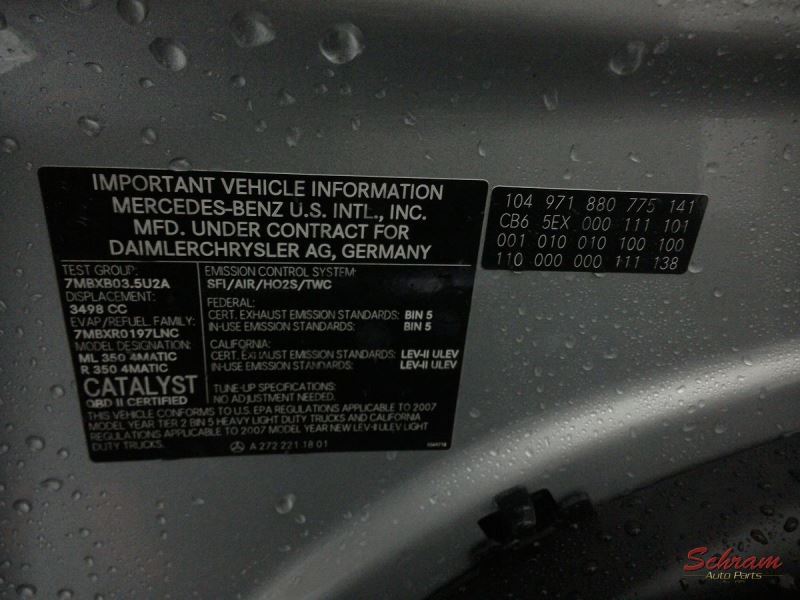 IMPORTANT VEHICLE INFORMATION
MERCEDES-BENZ U.S. INTL., INC.
MFD. UNDER CONTRACT FOR
DAIMLERCHRYSLER AG, GERMANY
TEST GROUP:
7MBXB03.5U2A
DISPLACEMENT:
3498 CC
EVAP/REFUEL FAMILY:
7MBXR0197LNC
MODEL DESIGNATION:
ML 350 4MATIC
R 350 4MATIC
CATALYST
OBD II CERTIFIED
EMISSION CONTROL SYSTEM:
SFI/AIR/HO2S/TWC
FEDERAL:
CERT. EXHAUST EMISSION STANDARDS: BIN 5
IN-USE EMISSION STANDARDS: BIN 5
CALIFORNIA:
CERT. EXHAUST EMISSION STANDARDS: LEV-II ULEV
IN-USE EMISSION STANDARDS: LEV-II ULEV
TUNE-UP SPECIFICATIONS:
NO ADJUSTMENT NEEDED.
THIS VEHICLE CONFORMS TO U.S. EPA REGULATIONS APPLICABLE TO 2007
MODEL YEAR TIER 2 BIN 5 HEAVY LIGHT DUTY TRUCKS AND CALIFORNIA
REGULATIONS APPLICABLE TO 2007 MODEL YEAR NEW LEV-II ULEV LIGHT
DUTY TRUCKS.
A 272 221 18 01
104 971 880 775 141
CB6 5EX 000 111 101
001 010 010 100 100
110 000 000 111 138
Schram
Auto Parts